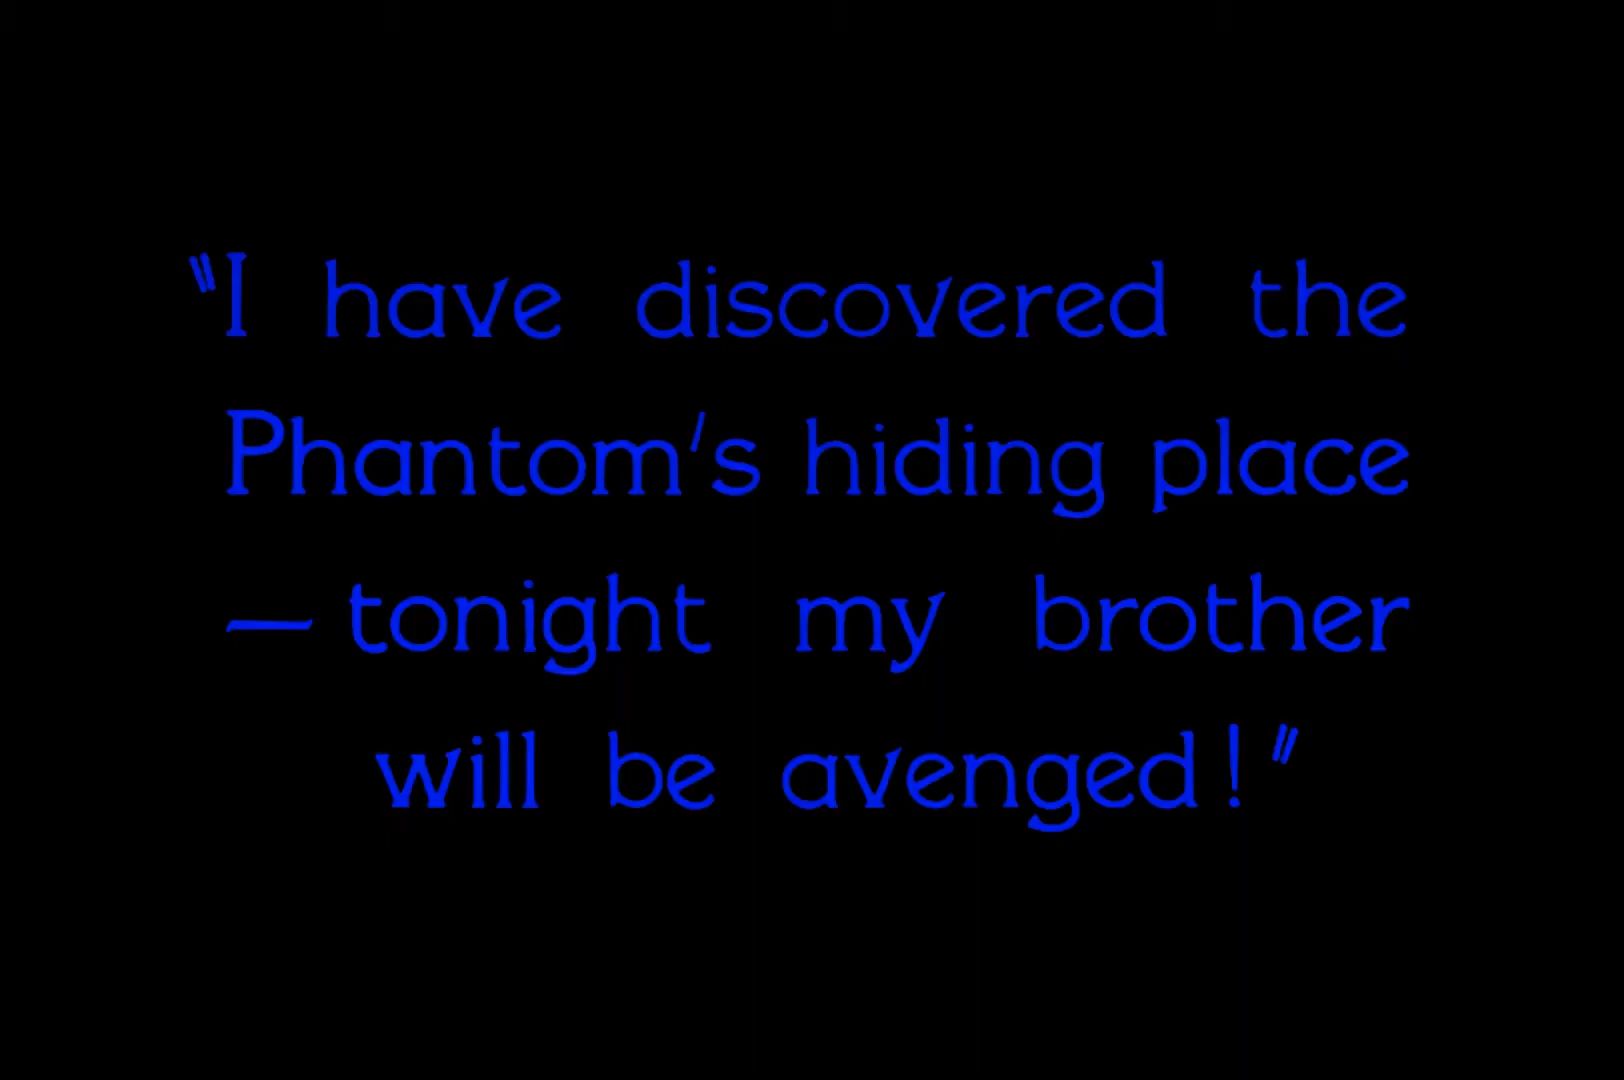 "I have discovered the
Phantom's hiding place
— tonight my brother
will be avenged!"